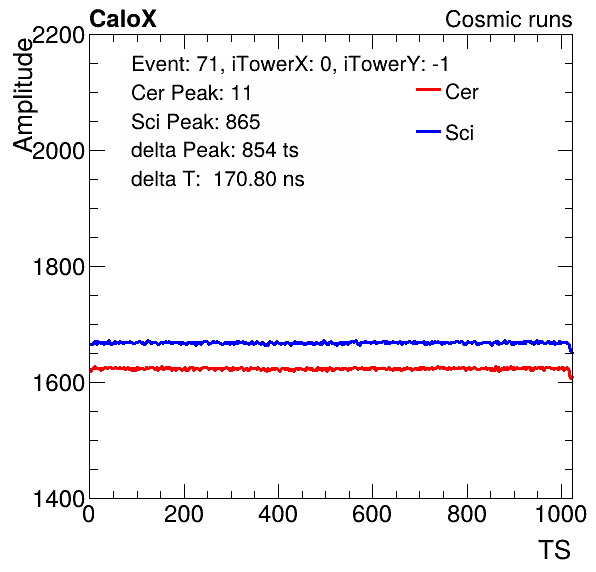 CaloX Cosmic runs
Amplitude
Event: 71, iTowerX: 0, iTowerY: -1
Cer Peak: 11
Sci Peak: 865
delta Peak: 854 ts
delta T:  170.80 ns
Cer
Sci
2200
2000
1800
1600
1400
0 200 400 600 800 1000
TS